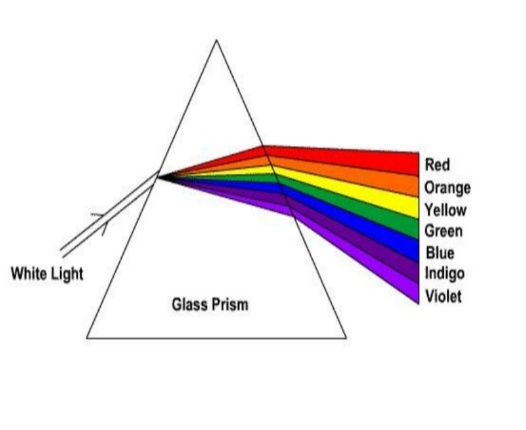 Red
Orange
Yellow
Green
Blue
Indigo
Violet
White Light
Glass Prism